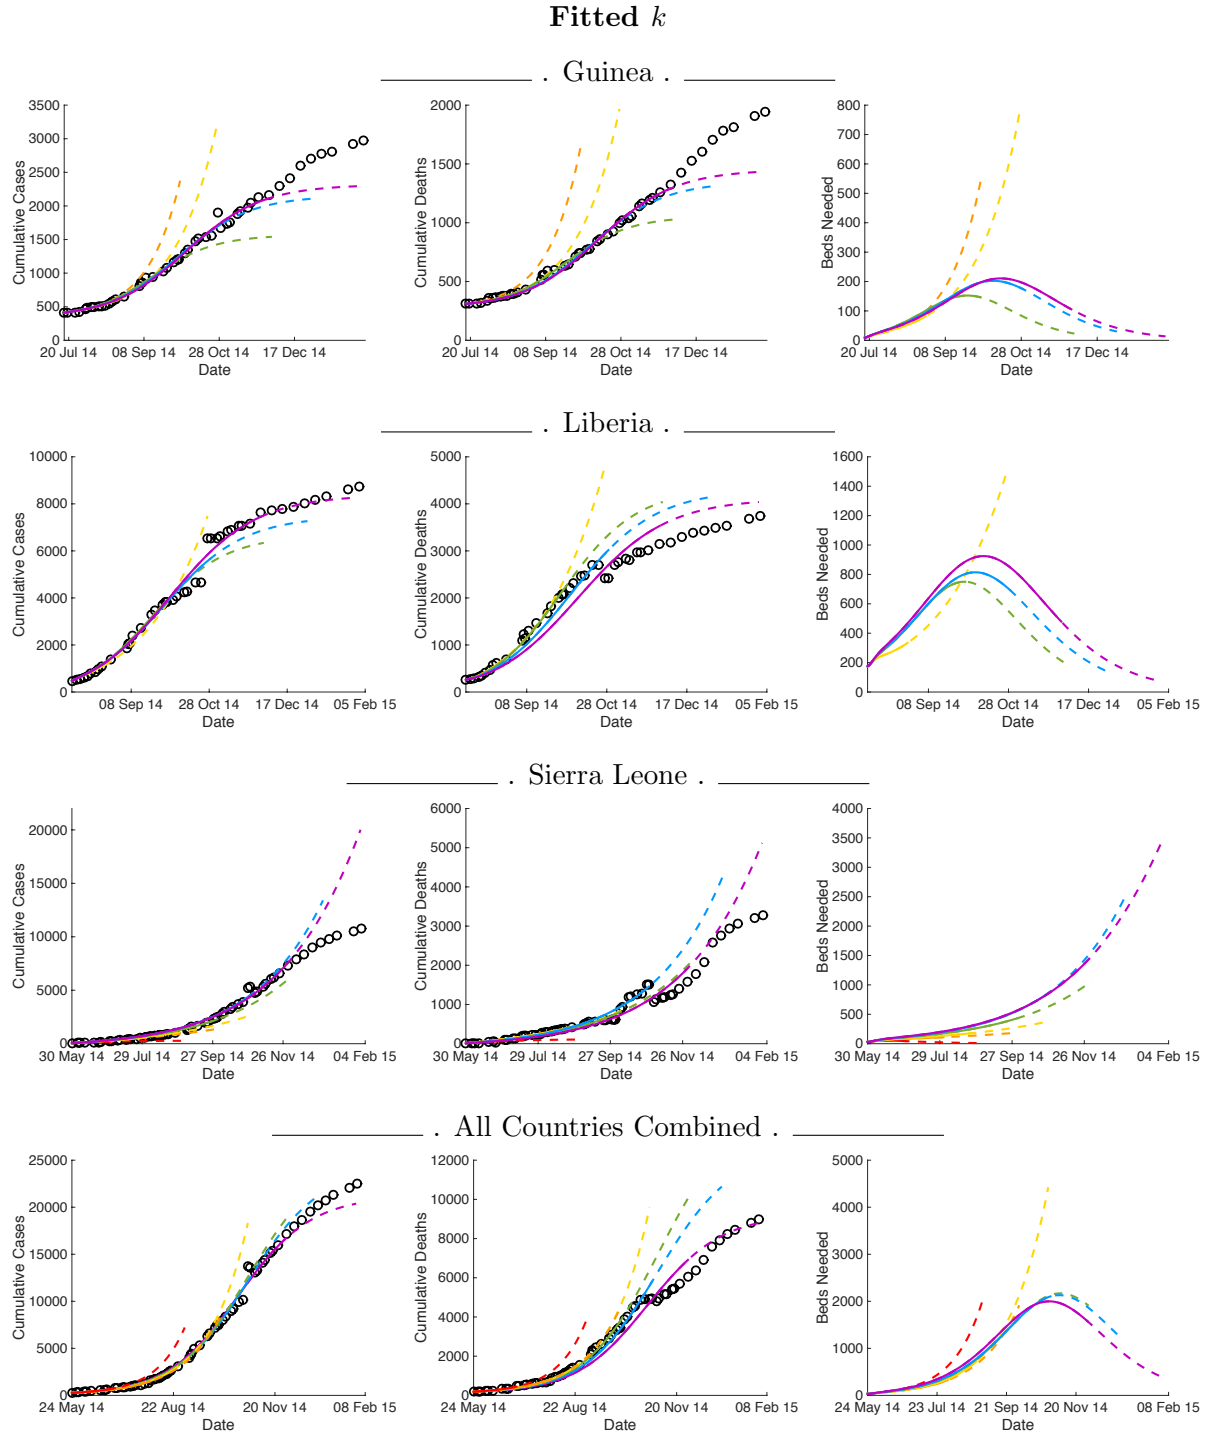 Fitted k
. Guinea .
3500
3000
2500
2000
1500
1000
500
0
Cumulative Cases
20 Jul 14 08 Sep 14 28 Oct 14 17 Dec 14
Date
2000
1500
1000
500
0
Cumulative Deaths
20 Jul 14 08 Sep 14 28 Oct 14 17 Dec 14
Date
800
700
600
500
400
300
200
100
0
Beds Needed
20 Jul 14 08 Sep 14 28 Oct 14 17 Dec 14
Date
. Liberia .
10000
8000
6000
4000
2000
0
Cumulative Cases
08 Sep 14 28 Oct 14 17 Dec 14 05 Feb 15
Date
5000
4000
3000
2000
1000
0
Cumulative Deaths
08 Sep 14 28 Oct 14 17 Dec 14 05 Feb 15
Date
1600
1400
1200
1000
800
600
400
200
0
Beds Needed
08 Sep 14 28 Oct 14 17 Dec 14 05 Feb 15
Date
. Sierra Leone .
20000
15000
10000
5000
0
Cumulative Cases
30 May 14 29 Jul 14 27 Sep 14 26 Nov 14 04 Feb 15
Date
6000
5000
4000
3000
2000
1000
0
Cumulative Deaths
30 May 14 29 Jul 14 27 Sep 14 26 Nov 14 04 Feb 15
Date
4000
3500
3000
2500
2000
1500
1000
500
0
Beds Needed
30 May 14 29 Jul 14 27 Sep 14 26 Nov 14 04 Feb 15
Date
. All Countries Combined .
25000
20000
15000
10000
5000
0
Cumulative Cases
24 May 14 22 Aug 14 20 Nov 14 08 Feb 15
Date
12000
10000
8000
6000
4000
2000
0
Cumulative Deaths
24 May 14 22 Aug 14 20 Nov 14 08 Feb 15
Date
5000
4000
3000
2000
1000
0
Beds Needed
24 May 14 23 Jul 14 21 Sep 14 20 Nov 14 08 Feb 15
Date